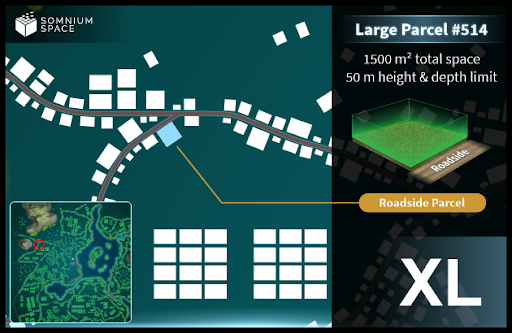 SOMNIUM
SPACE
Large Parcel #514
1500 m² total space
50 m height & depth limit
Roadside
Roadside Parcel
XL